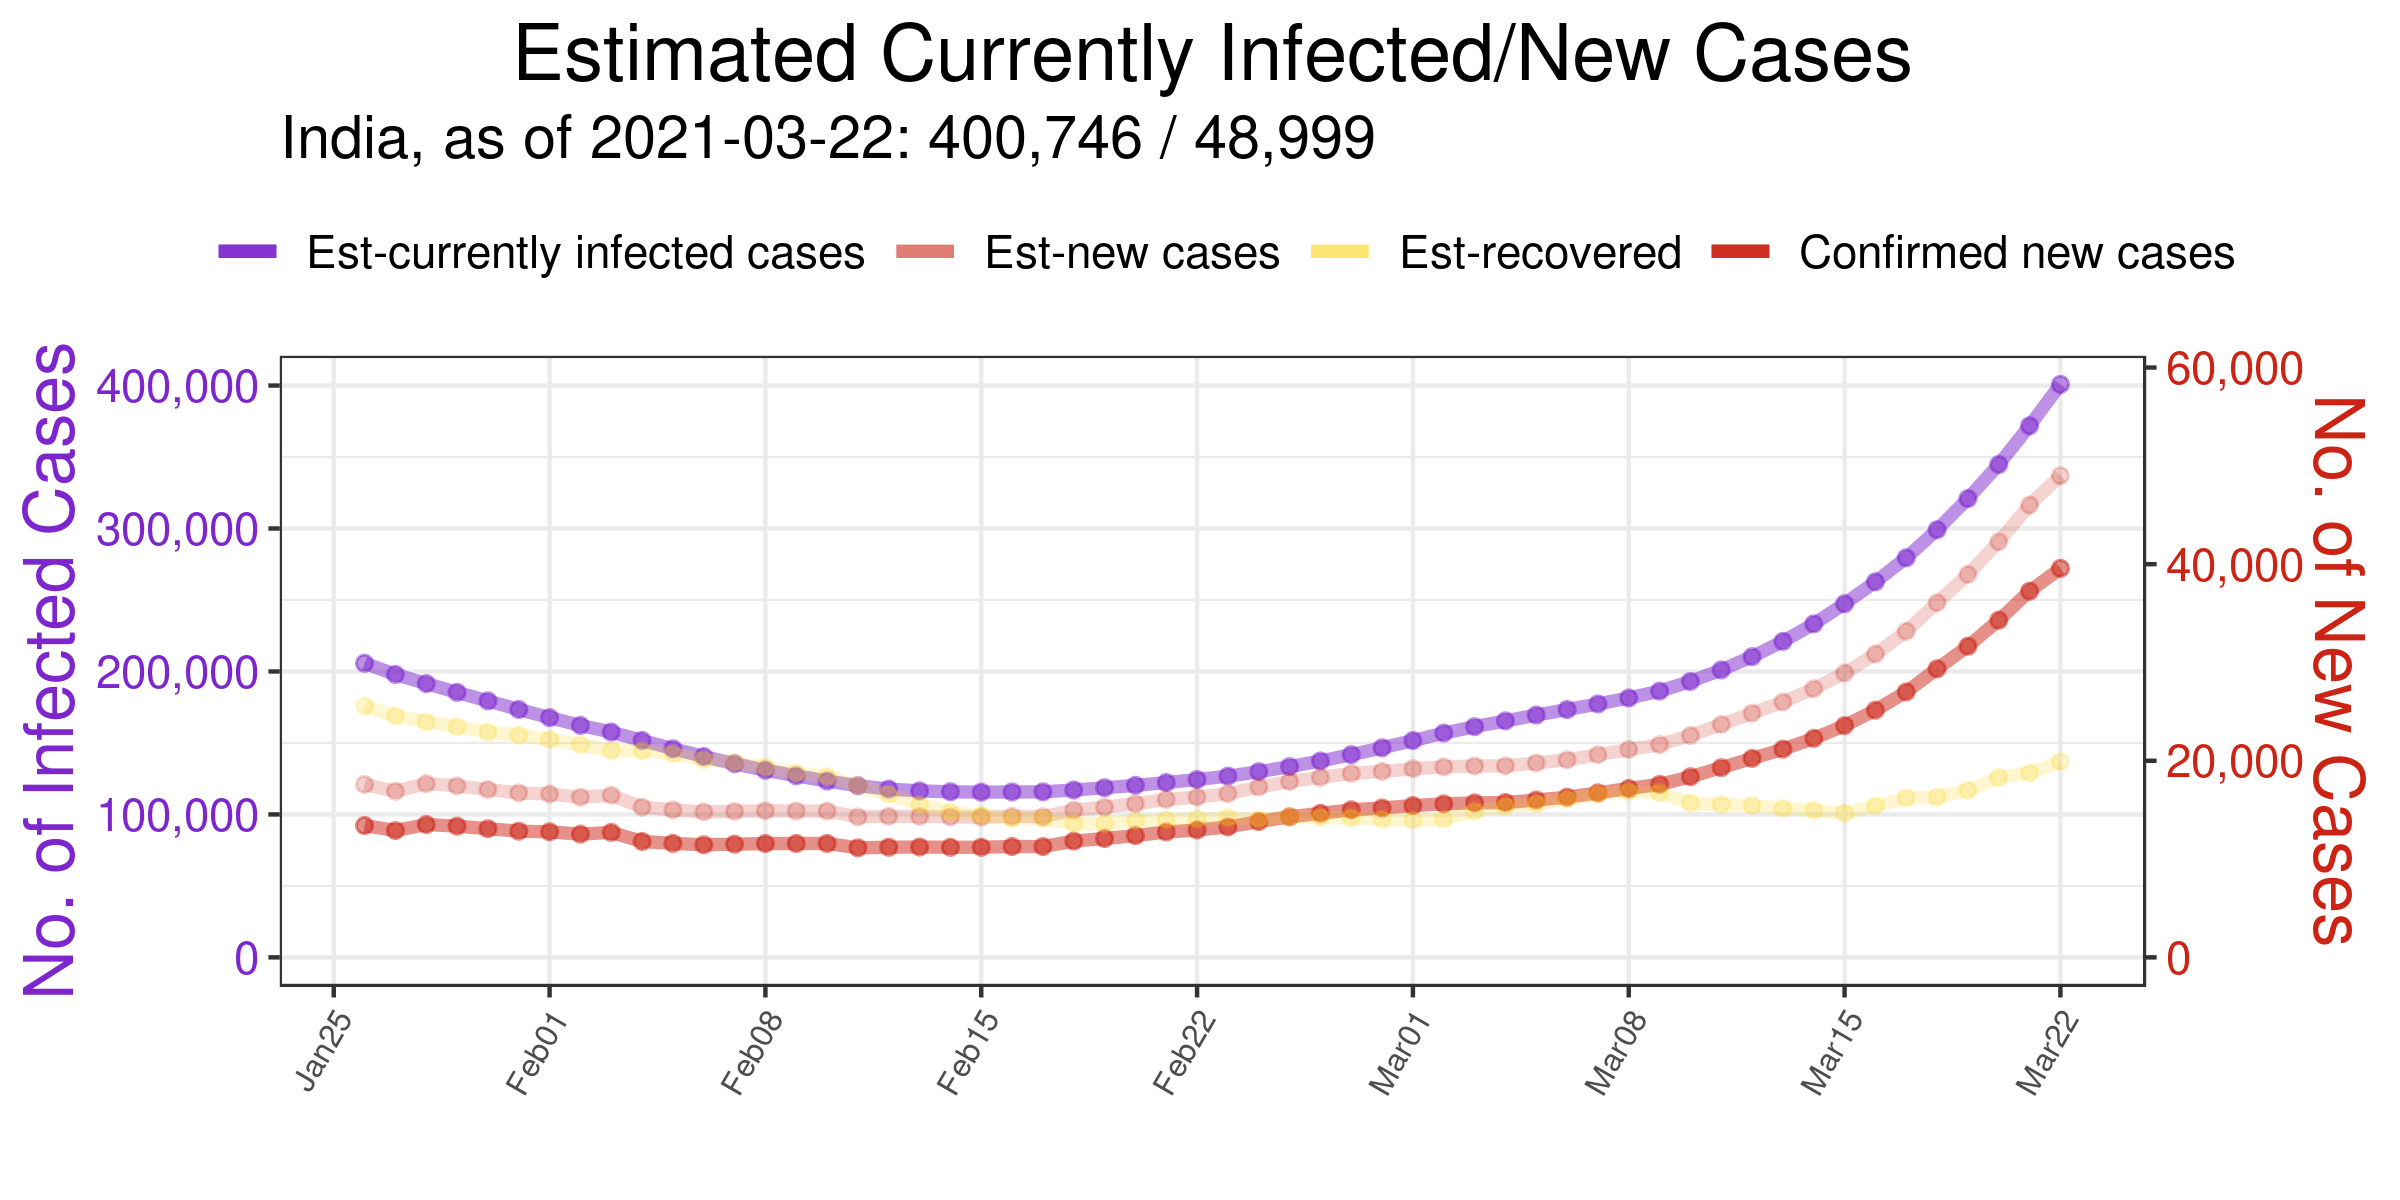 Estimated Currently Infected/New Cases
India, as of 2021-03-22: 400,746 / 48,999
Est-currently infected cases Est-new cases Est-recovered Confirmed new cases
No. of Infected Cases
400,000
300,000
200,000
100,000
0
60,000
40,000
20,000
0
No. of New Cases
Jan25 Feb01 Feb08 Feb15 Feb22 Mar01 Mar08 Mar15 Mar22